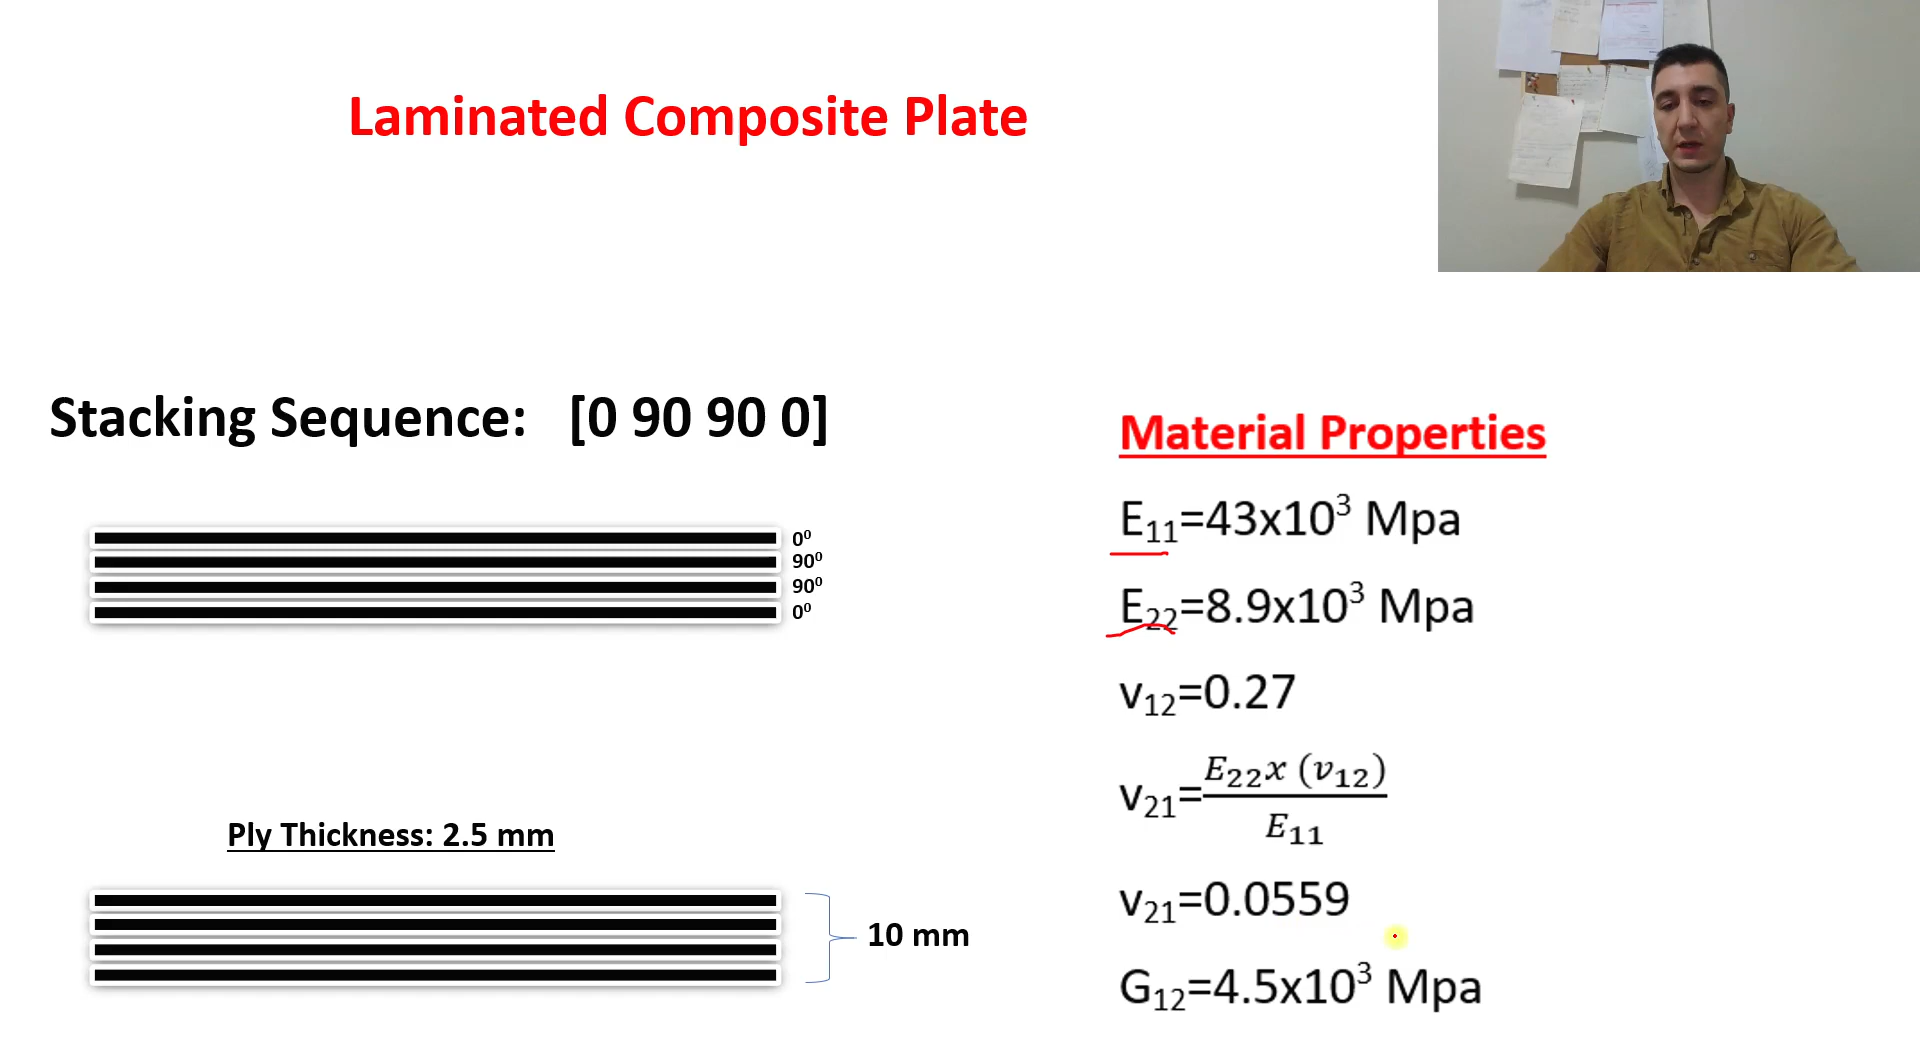 Laminated Composite Plate
Stacking Sequence: [0 90 90 0]
0⁰
90⁰
90⁰
0⁰
Ply Thickness: 2.5 mm
10 mm
Material Properties
E₁₁=43x10³ Mpa
E₂₂=8.9x10³ Mpa
v₁₂=0.27
v₂₁=E₂₂x (v₁₂)/E₁₁
v₂₁=0.0559
G₁₂=4.5x10³ Mpa